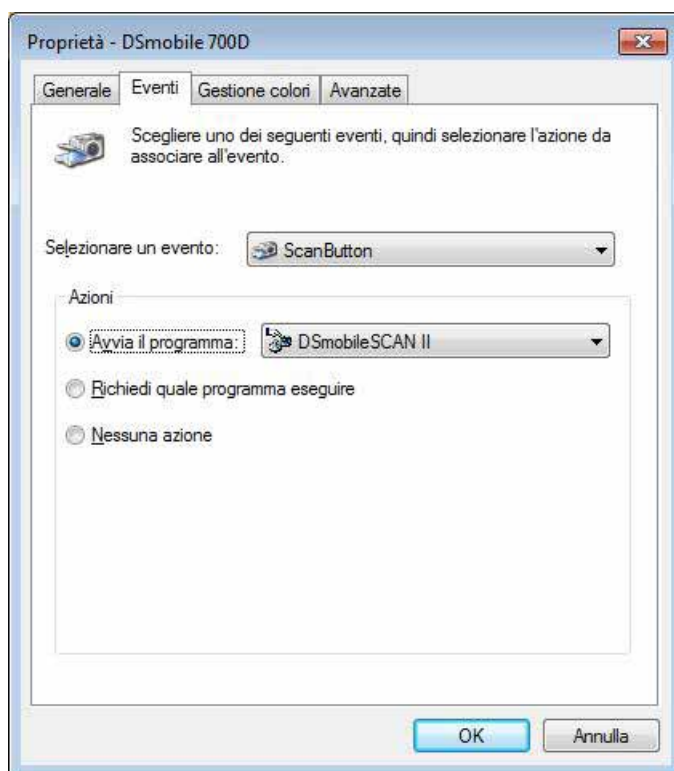 Proprietà - DSmobile 700D
Generale Eventi Gestione colori Avanzate
Scegliere uno dei seguenti eventi, quindi selezionare l'azione da
associare all'evento.
Selezionare un evento: ScanButton
Azioni
Avvia il programma: DSmobileSCAN II
Richiedi quale programma eseguire
Nessuna azione
OK Annulla